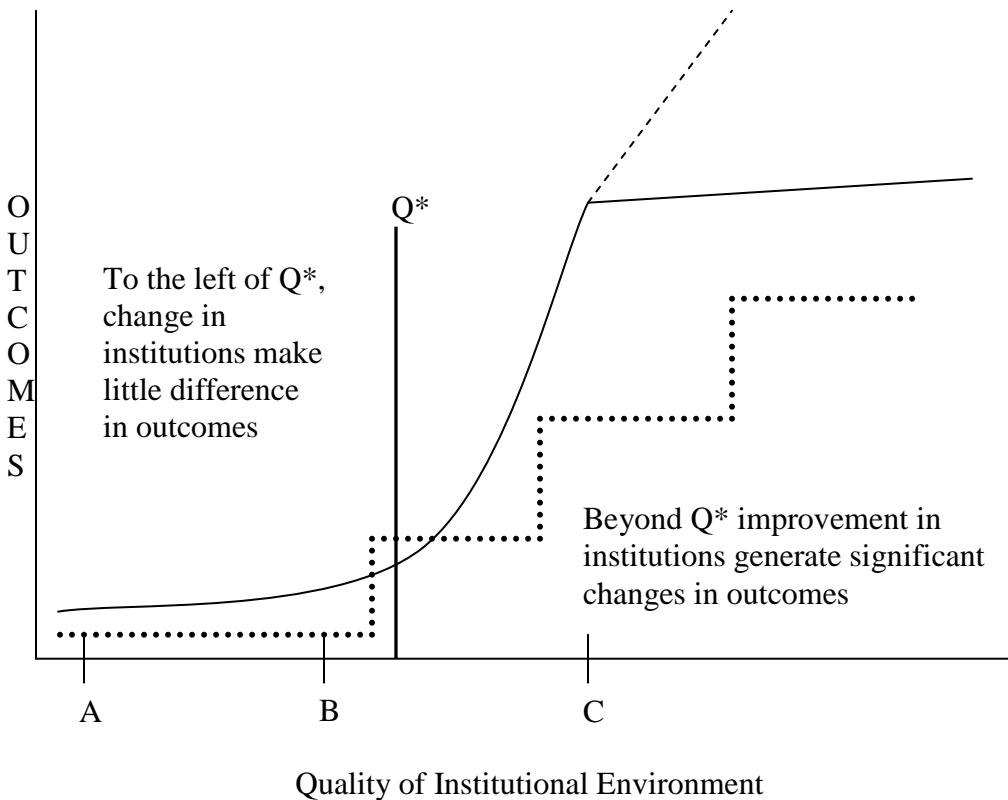 OUTCOMES
Q*
To the left of Q*,
change in
institutions make
little difference
in outcomes
Beyond Q* improvement in
institutions generate significant
changes in outcomes
A
B
C
Quality of Institutional Environment